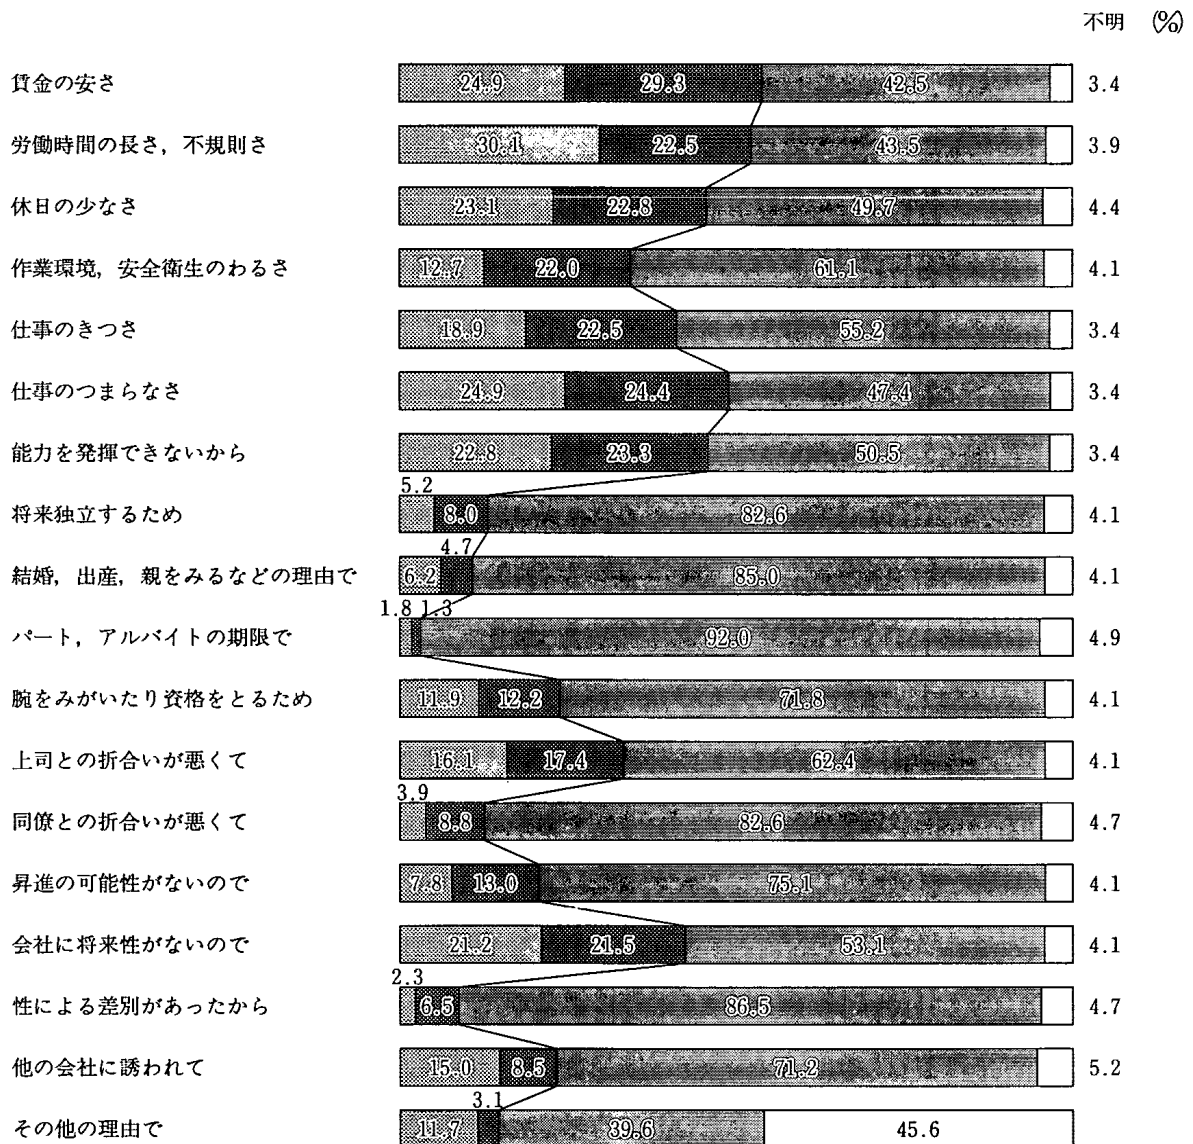 不明 (%)
賃金の安さ 24.9 29.3 42.5 3.4
労働時間の長さ，不規則さ 30.1 22.5 43.5 3.9
休日の少なさ 23.1 22.8 49.7 4.4
作業環境，安全衛生のわるさ 12.7 22.0 61.1 4.1
仕事のきつさ 18.9 22.5 55.2 3.4
仕事のつまらなさ 24.9 24.4 47.4 3.4
能力を発揮できないから 22.8 23.3 50.5 3.4
将来独立するため 5.2 8.0 82.6 4.1
結婚，出産，親をみるなどの理由で 6.2 4.7 85.0 4.1
パート，アルバイトの期限で 1.8 1.3 92.0 4.9
腕をみがいたり資格をとるため 11.9 12.2 71.8 4.1
上司との折合いが悪くて 16.1 17.4 62.4 4.1
同僚との折合いが悪くて 3.9 8.8 82.6 4.7
昇進の可能性がないので 7.8 13.0 75.1 4.1
会社に将来性がないので 21.2 21.5 53.1 4.1
性による差別があったから 2.3 6.5 86.5 4.7
他の会社に誘われて 15.0 8.5 71.2 5.2
その他の理由で 11.7 3.1 39.6 45.6